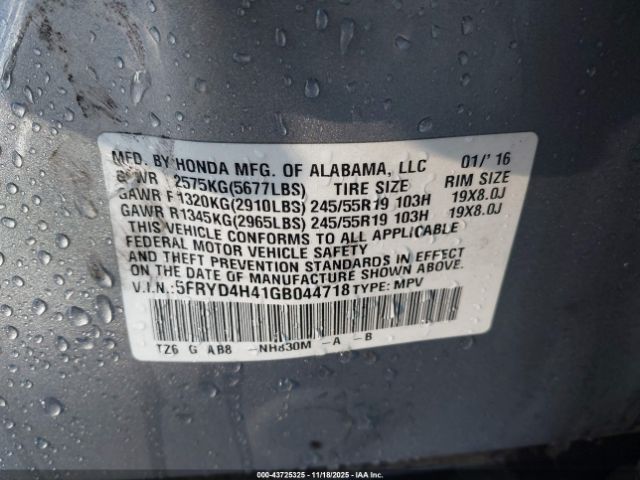 MFD. BY HONDA MFG. OF ALABAMA, LLC 01/'16
GVWR 2575KG(5677LBS) TIRE SIZE RIM SIZE
GAWR F1320KG(2910LBS) 245/55R19 103H 19X8.0J
GAWR R1345KG(2965LBS) 245/55R19 103H 19X8.0J
THIS VEHICLE CONFORMS TO ALL APPLICABLE
FEDERAL MOTOR VEHICLE SAFETY
AND THEFT PREVENTION STANDARDS IN EFFECT
ON THE DATE OF MANUFACTURE SHOWN ABOVE.
V.I.N.:5FRYD4H41GB044718 TYPE: MPV
TZ6 G AB8 -NH830M -A -B
000-43725325 - 11/18/2025 - IAAI.COM